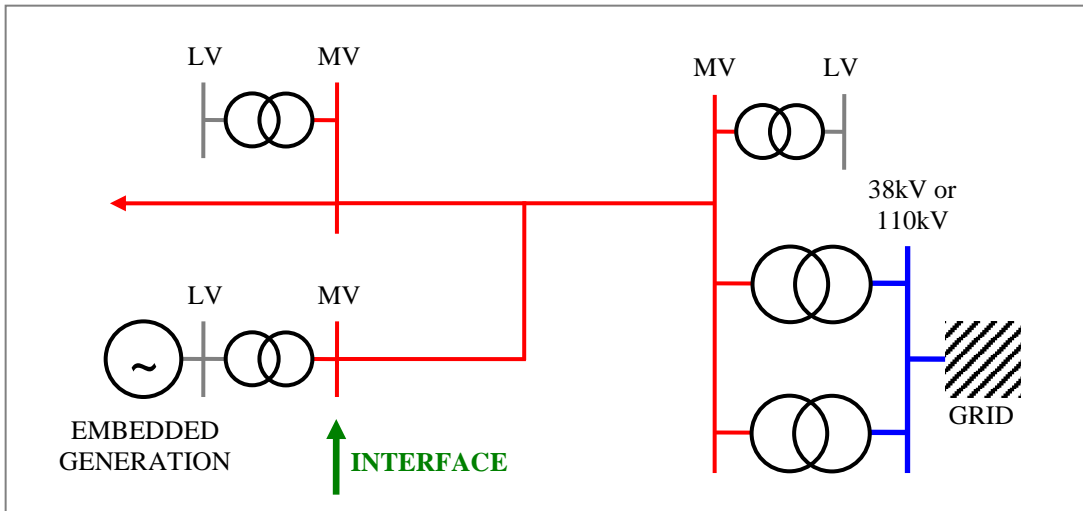 LV
MV
MV
LV
38kV or
110kV
LV
MV
~
EMBEDDED
GENERATION
INTERFACE
GRID